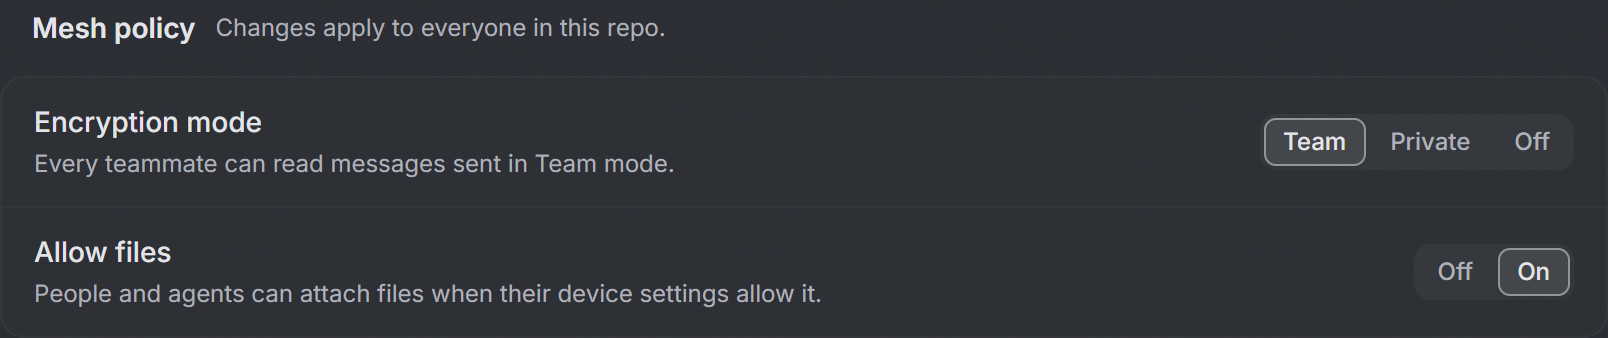 Mesh policy Changes apply to everyone in this repo.
Encryption mode
Every teammate can read messages sent in Team mode.
Team Private Off
Allow files
People and agents can attach files when their device settings allow it.
Off On